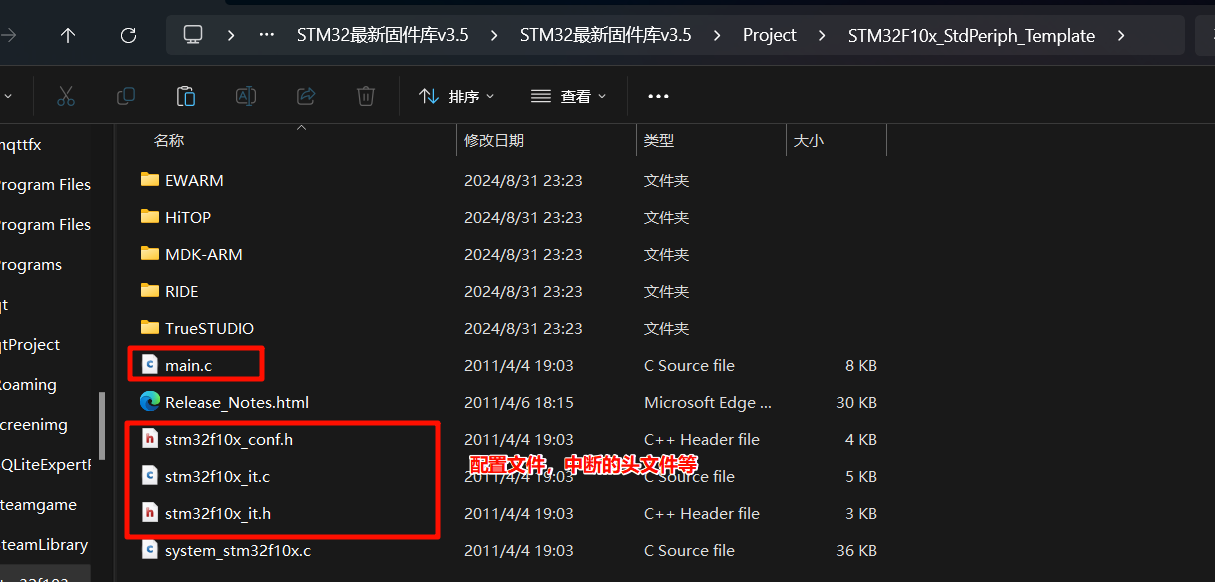 STM32最新固件库v3.5 STM32最新固件库v3.5 Project STM32F10x_StdPeriph_Template
排序 查看
名称 修改日期 类型 大小
mqttfx
EWARM 2024/8/31 23:23 文件夹
Program Files
HiTOP 2024/8/31 23:23 文件夹
Program Files
MDK-ARM 2024/8/31 23:23 文件夹
Programs
RIDE 2024/8/31 23:23 文件夹
qt
TrueSTUDIO 2024/8/31 23:23 文件夹
qtProject
main.c 2011/4/4 19:03 C Source file 8 KB
Roaming
Release_Notes.html 2011/4/6 18:15 Microsoft Edge ... 30 KB
creenimg
stm32f10x_conf.h 2011/4/4 19:03 C++ Header file 4 KB
配置文件，中断的头文件等
QLiteExpertP
stm32f10x_it.c 2011/4/4 19:03 C Source file 5 KB
teamgame
stm32f10x_it.h 2011/4/4 19:03 C++ Header file 3 KB
teamLibrary
system_stm32f10x.c 2011/4/4 19:03 C Source file 36 KB